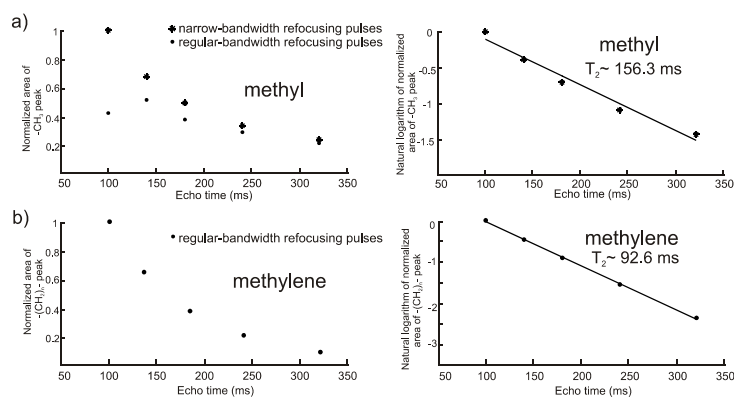 a)
narrow-bandwidth refocusing pulses
regular-bandwidth refocusing pulses
methyl
Normalized area of
-CH₃ peak
1
0.8
0.6
0.4
0.2
50 100 150 200 250 300 350
Echo time (ms)
methyl
T₂~ 156.3 ms
Natural logarithm of normalized
area of -CH₃ peak
0
-0.5
-1
-1.5
50 100 150 200 250 300 350
Echo time (ms)
b)
regular-bandwidth refocusing pulses
methylene
Normalized area of
-(CH₂)ₙ- peak
1
0.8
0.6
0.4
0.2
50 100 150 200 250 300 350
Echo time (ms)
methylene
T₂~ 92.6 ms
Natural logarithm of normalized
area of -(CH₂)ₙ- peak
0
-1
-2
-3
50 100 150 200 250 300 350
Echo time (ms)